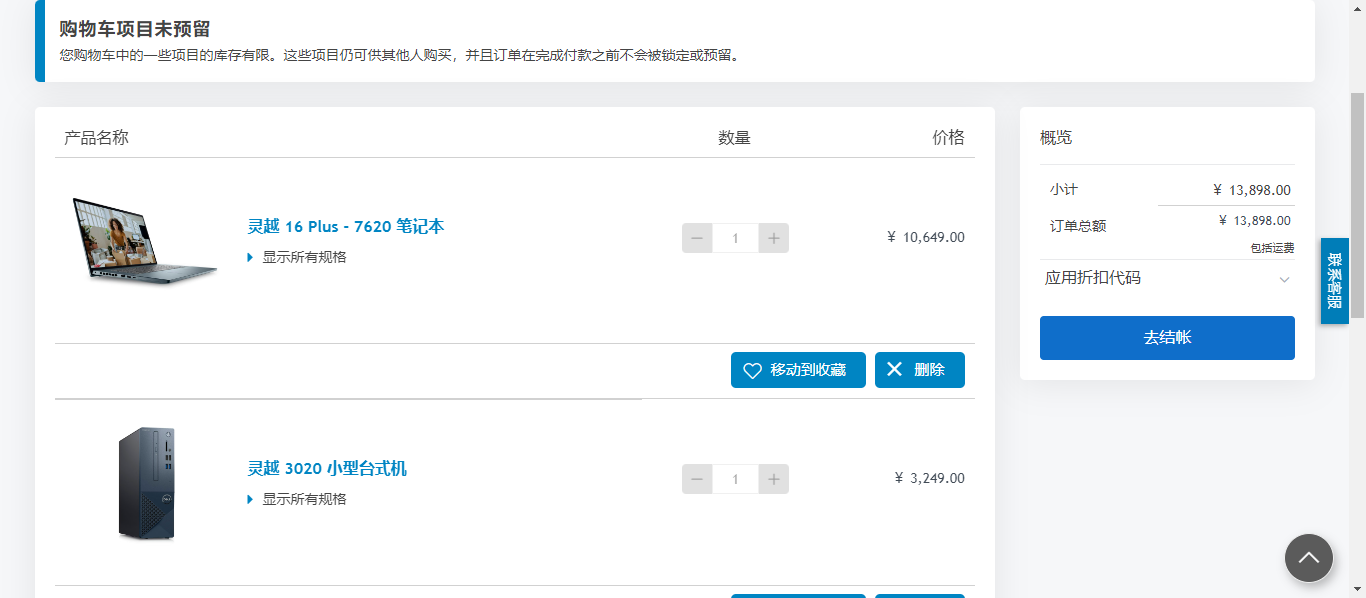 购物车项目未预留
您购物车中的一些项目的库存有限。这些项目仍可供其他人购买，并且订单在完成付款之前不会被锁定或预留。
产品名称 数量 价格
灵越 16 Plus - 7620 笔记本
显示所有规格
1
¥ 10,649.00
移动到收藏 删除
灵越 3020 小型台式机
显示所有规格
1
¥ 3,249.00
概览
小计 ¥ 13,898.00
订单总额 ¥ 13,898.00
包括运费
应用折扣代码
去结帐
联系客服